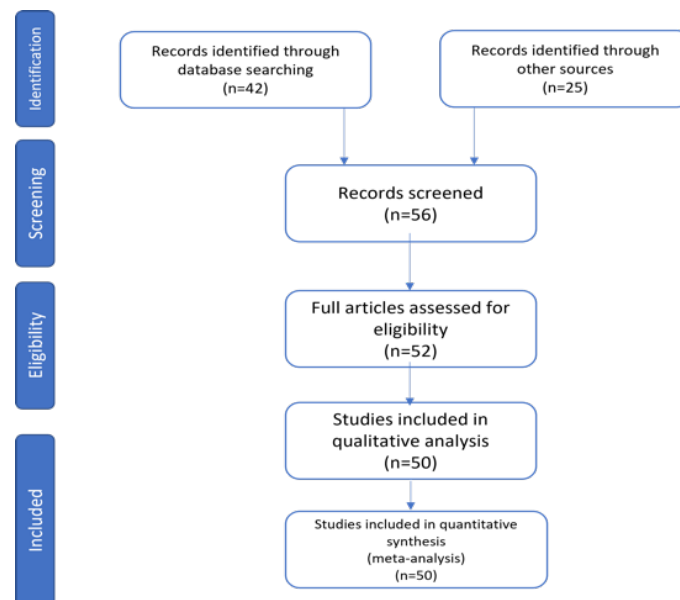 Identification
Records identified through
database searching
(n=42)
Records identified through
other sources
(n=25)
Screening
Records screened
(n=56)
Eligibility
Full articles assessed for
eligibility
(n=52)
Included
Studies included in
qualitative analysis
(n=50)
Studies included in quantitative
synthesis
(meta-analysis)
(n=50)